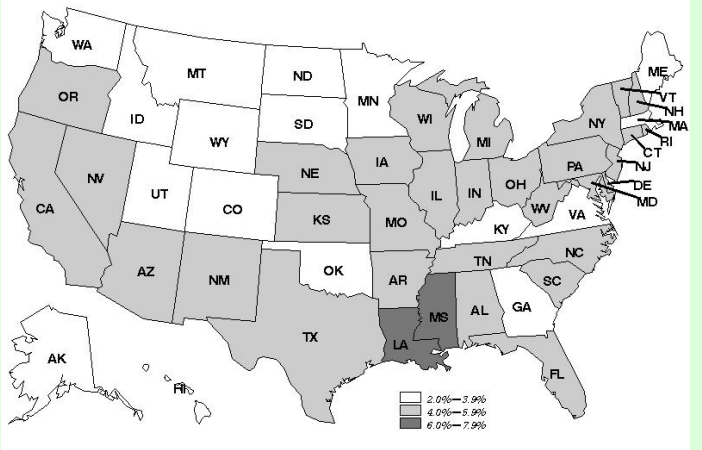 WA
MT
ND
MN
ME
VT
NH
MA
RI
CT
OR
ID
WY
SD
WI
MI
NY
PA
NJ
DE
MD
NV
UT
CO
NE
IA
IL
IN
OH
WV
VA
CA
KS
MO
KY
AZ
NM
OK
AR
TN
NC
SC
TX
LA
MS
AL
GA
FL
AK
HI
2.0%—3.9%
4.0%—5.9%
6.0%—7.9%